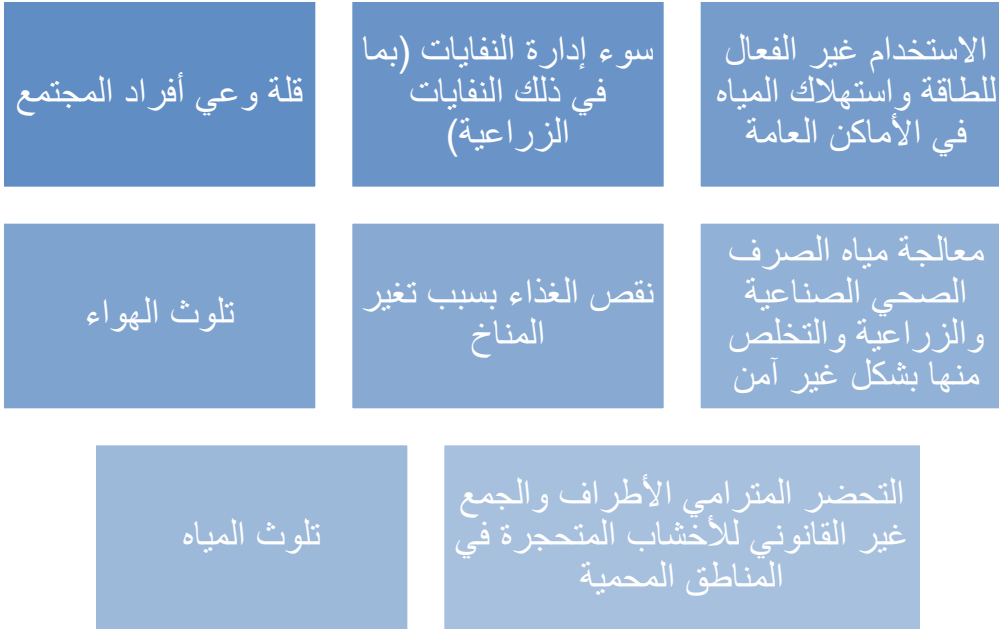 الاستخدام غير الفعال
للطاقة واستهلاك المياه
في الأماكن العامة
سوء إدارة النفايات (بما
في ذلك النفايات
الزراعية)
قلة وعي أفراد المجتمع
معالجة مياه الصرف
الصحي الصناعية
والزراعية والتخلص
منها بشكل غير آمن
نقص الغذاء بسبب تغير
المناخ
تلوث الهواء
التحضر المترامي الأطراف والجمع
غير القانوني للأخشاب المتحجرة في
المناطق المحمية
تلوث المياه